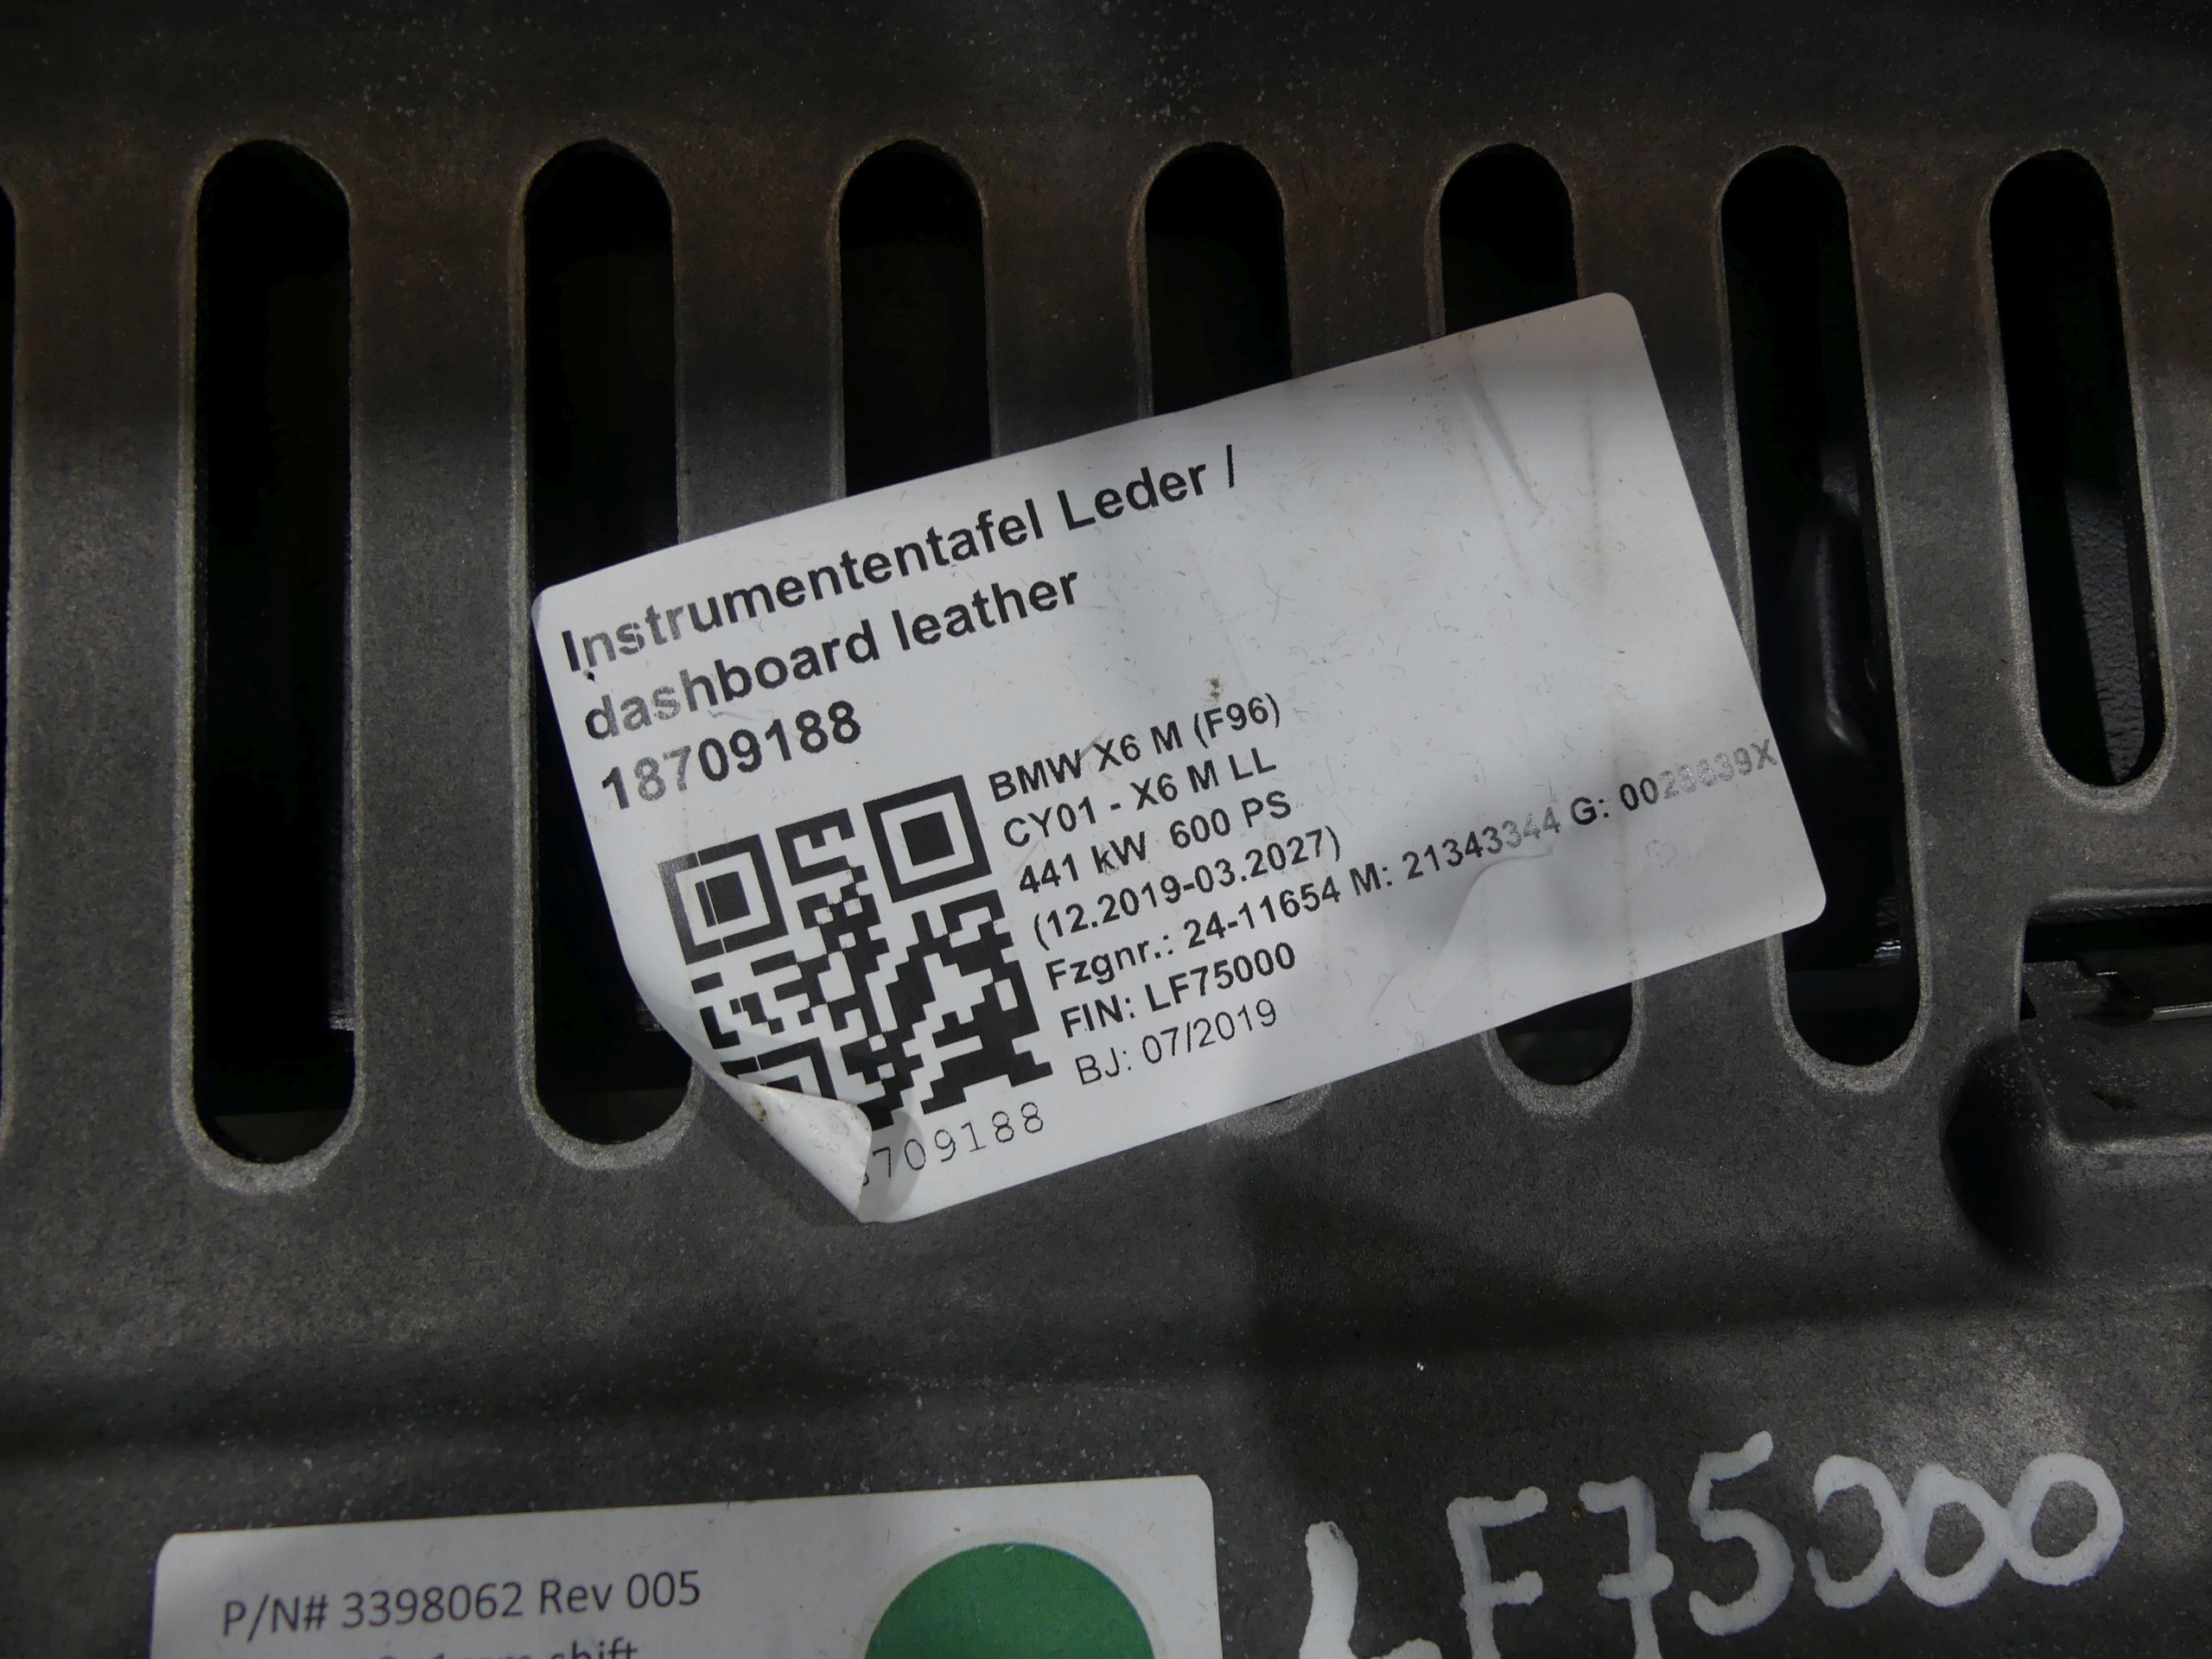 Instrumententafel Leder /
dashboard leather
18709188
BMW X6 M (F96)
CY01 - X6 M LL
441 kW 600 PS
(12.2019-03.2027)
Fzgnr.: 24-11654 M: 21343344 G:
FIN: LF75000
BJ: 07/2019
709188
P/N# 3398062 Rev 005
shift
LF75000